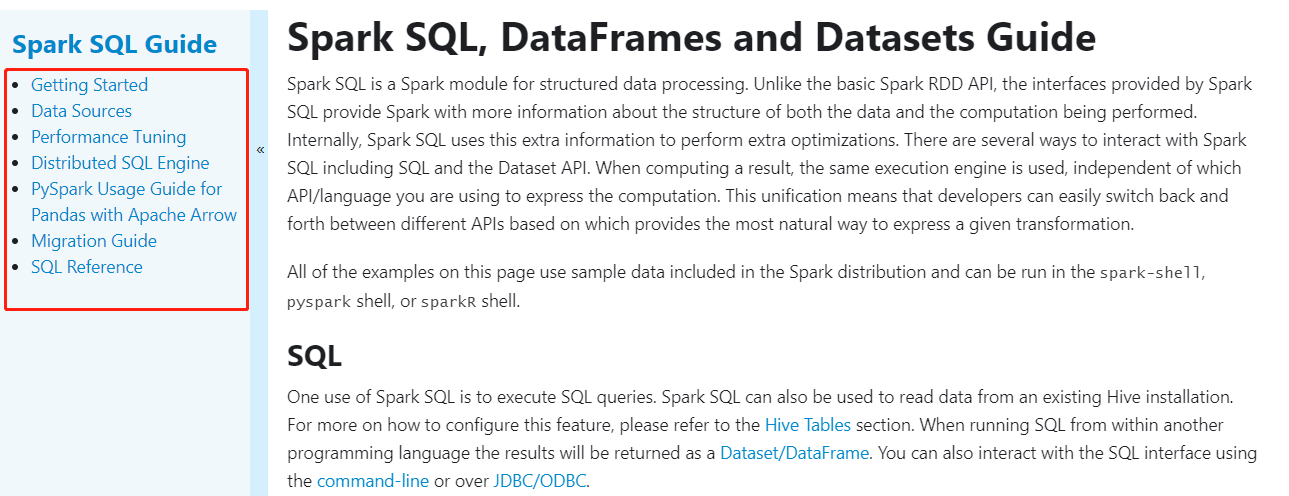 Spark SQL Guide
Getting Started
Data Sources
Performance Tuning
Distributed SQL Engine
PySpark Usage Guide for
Pandas with Apache Arrow
Migration Guide
SQL Reference
«
Spark SQL, DataFrames and Datasets Guide
Spark SQL is a Spark module for structured data processing. Unlike the basic Spark RDD API, the interfaces provided by Spark
SQL provide Spark with more information about the structure of both the data and the computation being performed.
Internally, Spark SQL uses this extra information to perform extra optimizations. There are several ways to interact with Spark
SQL including SQL and the Dataset API. When computing a result, the same execution engine is used, independent of which
API/language you are using to express the computation. This unification means that developers can easily switch back and
forth between different APIs based on which provides the most natural way to express a given transformation.
All of the examples on this page use sample data included in the Spark distribution and can be run in the spark-shell,
pyspark shell, or sparkR shell.
SQL
One use of Spark SQL is to execute SQL queries. Spark SQL can also be used to read data from an existing Hive installation.
For more on how to configure this feature, please refer to the Hive Tables section. When running SQL from within another
programming language the results will be returned as a Dataset/DataFrame. You can also interact with the SQL interface using
the command-line or over JDBC/ODBC.